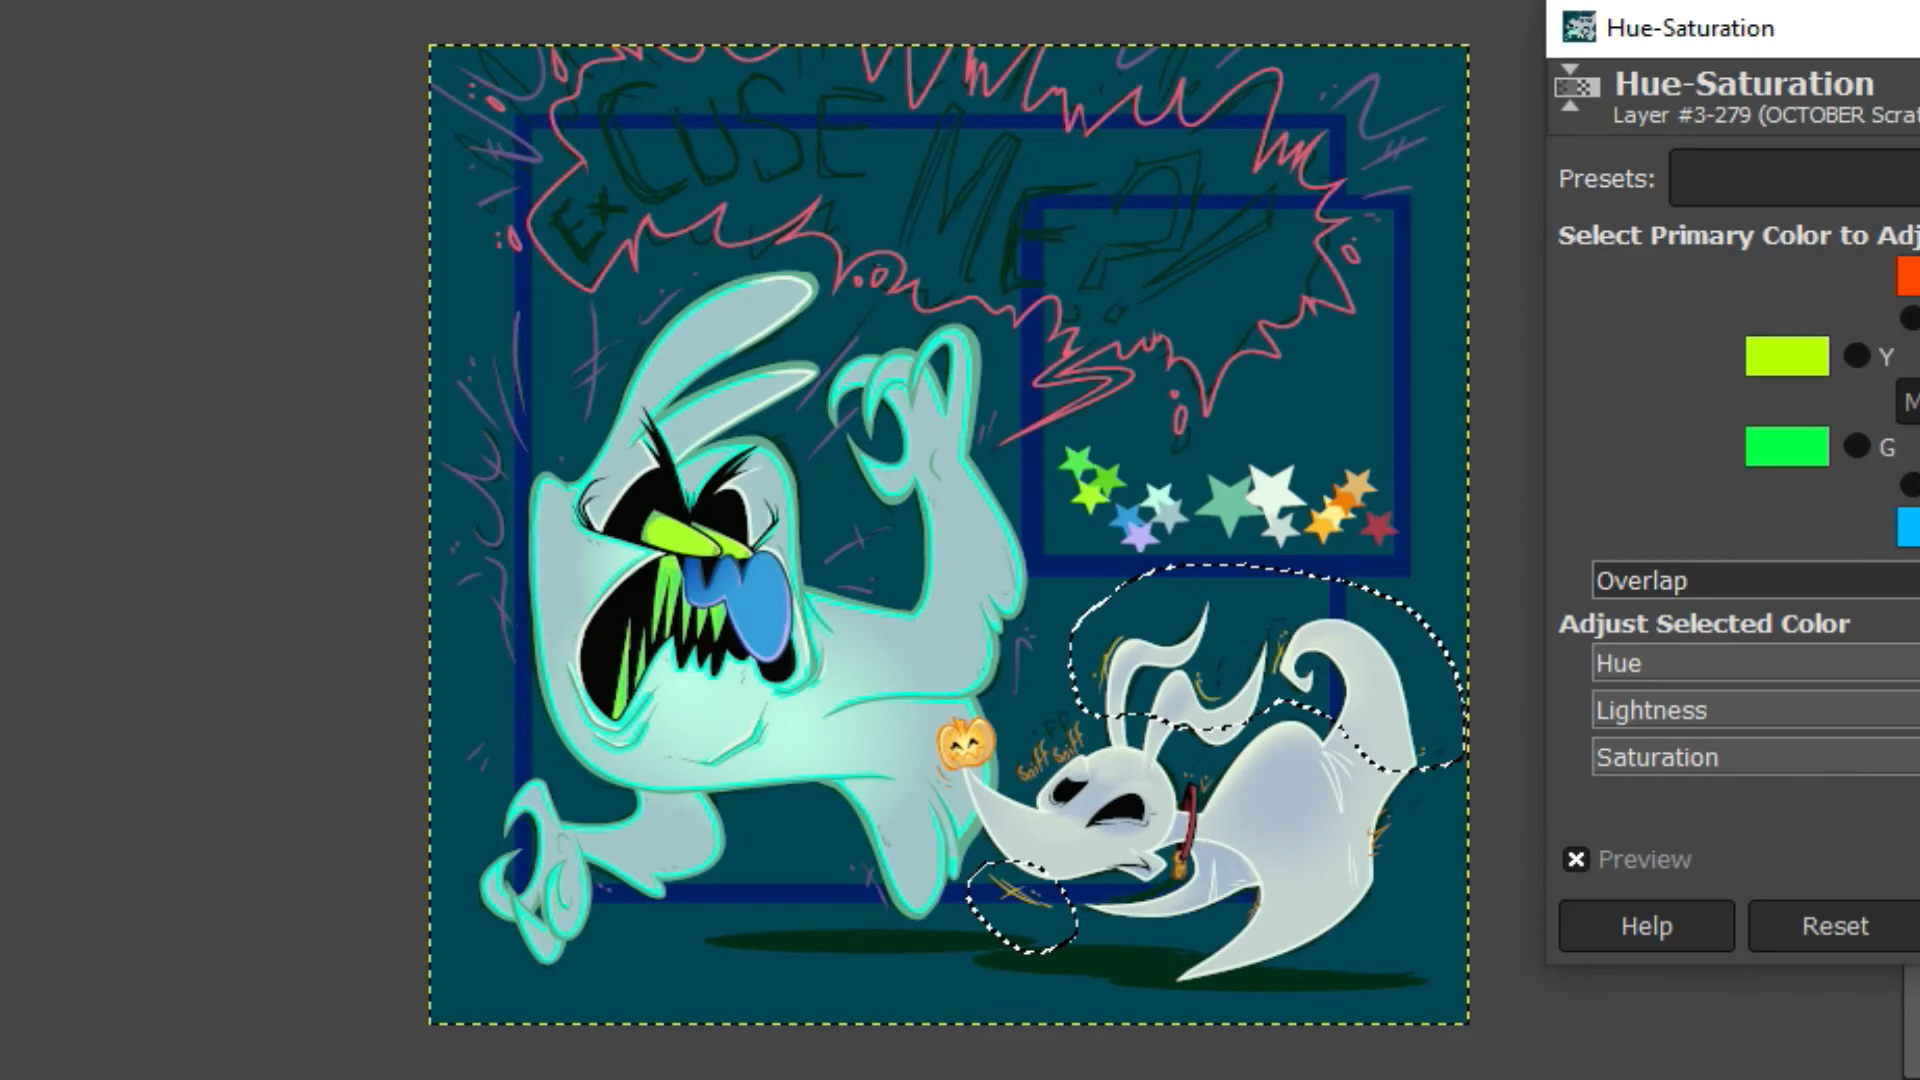 Hue-Saturation
Hue-Saturation
Layer #3-279 (OCTOBER Scrat
Presets:
Select Primary Color to Adj
Y
M
G
Overlap
Adjust Selected Color
Hue
Lightness
Saturation
Preview
Help
Reset
ExCUSE ME?!
Sniff Sniff